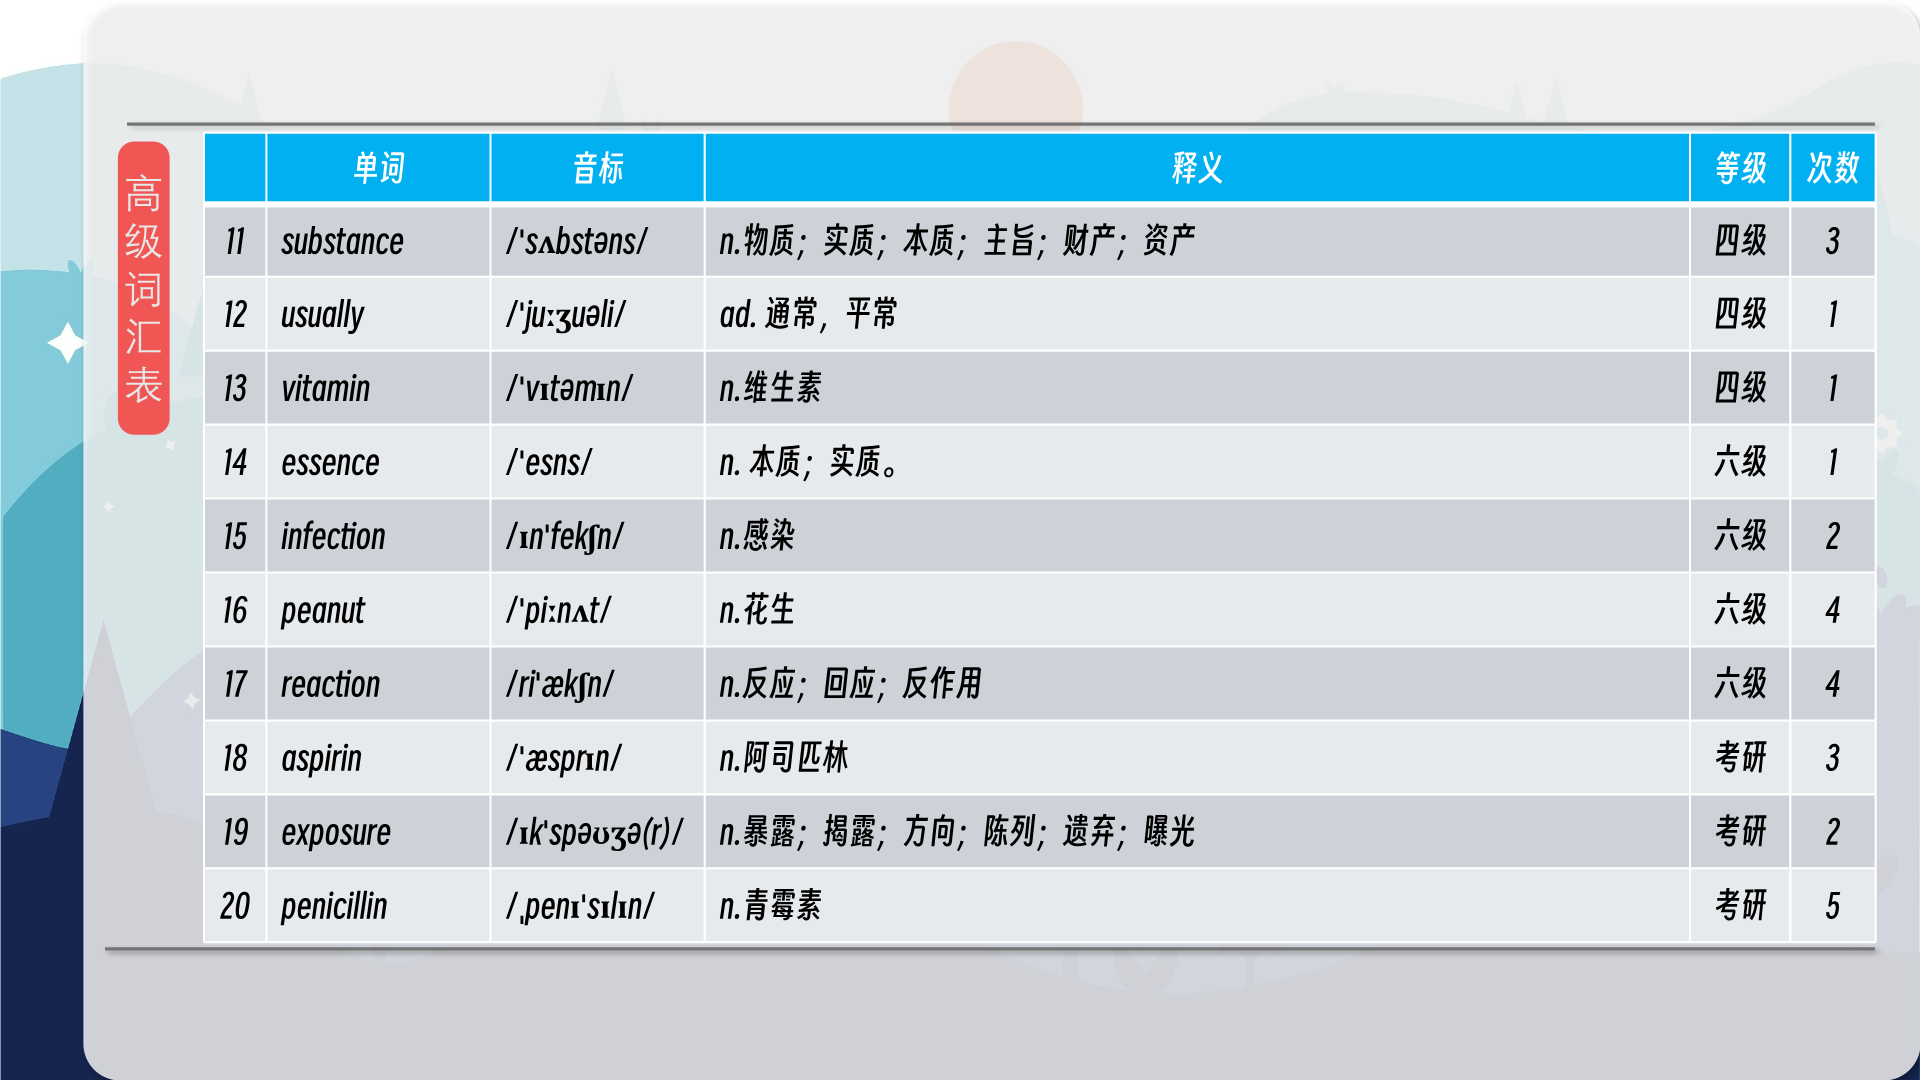 高级词汇表
单词 音标 释义 等级 次数
11 substance /'sʌbstəns/ n.物质；实质；本质；主旨；财产；资产 四级 3
12 usually /'juːʒuəli/ ad. 通常，平常 四级 1
13 vitamin /'vɪtəmɪn/ n.维生素 四级 1
14 essence /'esns/ n. 本质；实质。 六级 1
15 infection /ɪn'fekʃn/ n.感染 六级 2
16 peanut /'piːnʌt/ n.花生 六级 4
17 reaction /ri'ækʃn/ n.反应；回应；反作用 六级 4
18 aspirin /'æsprɪn/ n.阿司匹林 考研 3
19 exposure /ɪk'spəʊʒə(r)/ n.暴露；揭露；方向；陈列；遗弃；曝光 考研 2
20 penicillin /ˌpenɪ'sɪlɪn/ n.青霉素 考研 5